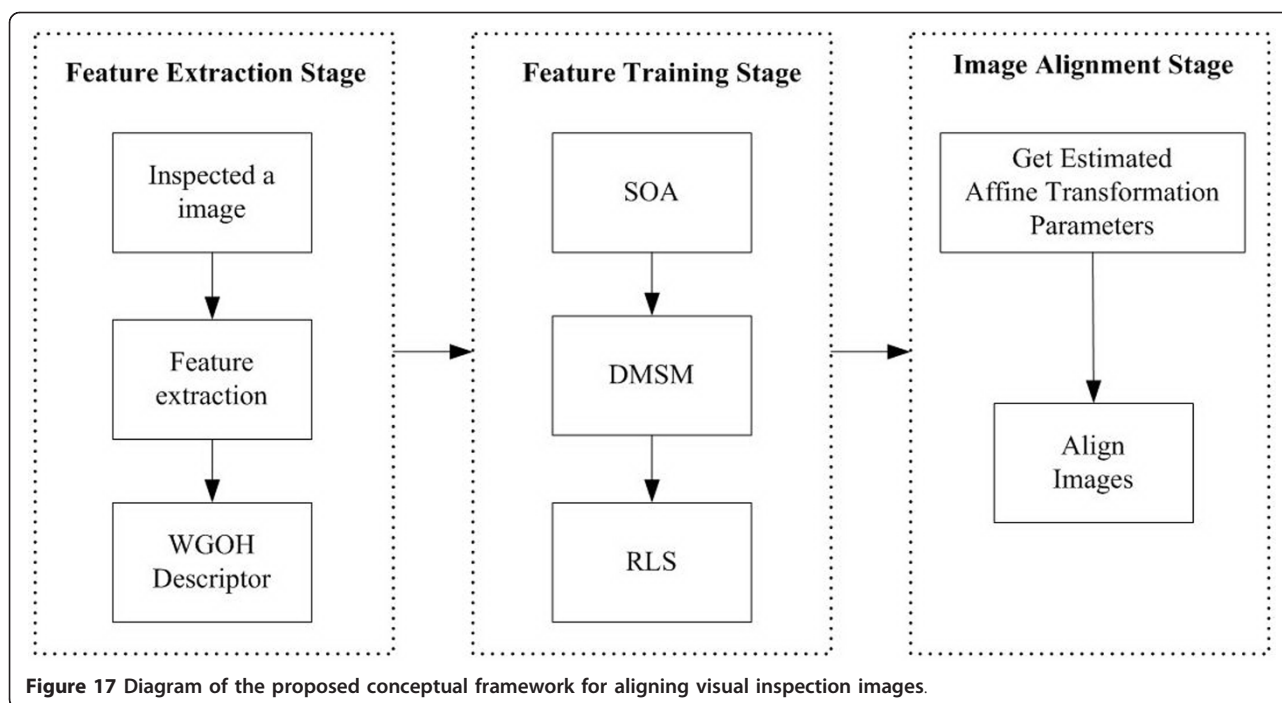 Feature Extraction Stage
Inspected a
image
Feature
extraction
WGOH
Descriptor
Feature Training Stage
SOA
DMSM
RLS
Image Alignment Stage
Get Estimated
Affine Transformation
Parameters
Align
Images
Figure 17 Diagram of the proposed conceptual framework for aligning visual inspection images.